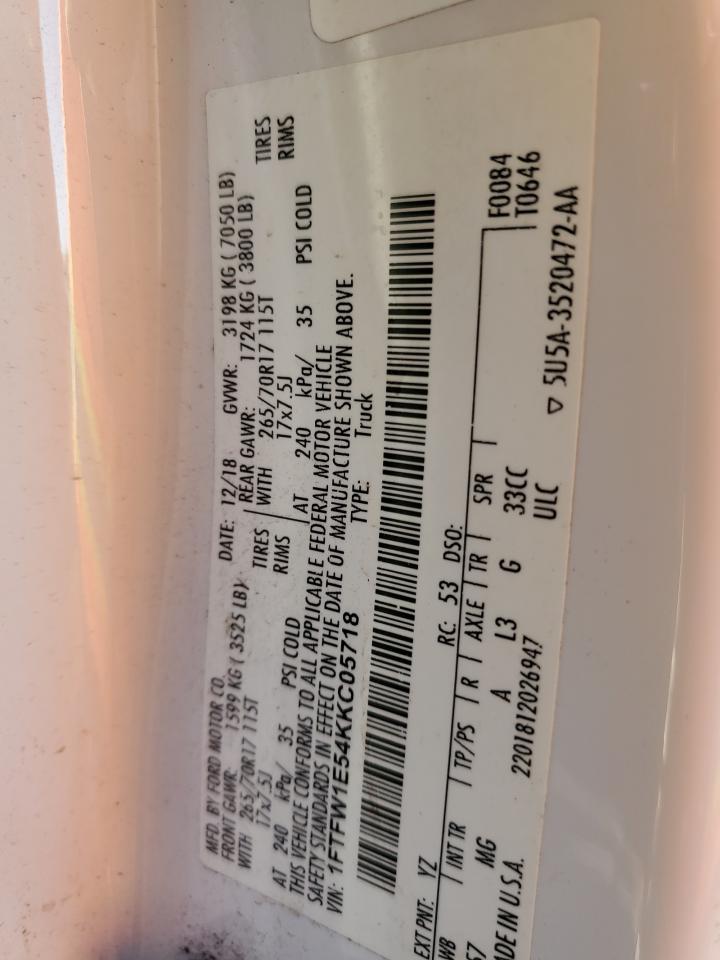 MFD. BY FORD MOTOR CO.
DATE: 12/18 GVWR: 3198 KG ( 7050 LB)
FRONT GAWR: 1599 KG ( 3525 LB) REAR GAWR: 1724 KG ( 3800 LB)
WITH 265/70R17 115T TIRES WITH 265/70R17 115T TIRES
17x7.5J RIMS 17x7.5J RIMS
AT 240 kPa/ 35 PSI COLD AT 240 kPa/ 35 PSI COLD
THIS VEHICLE CONFORMS TO ALL APPLICABLE FEDERAL MOTOR VEHICLE
SAFETY STANDARDS IN EFFECT ON THE DATE OF MANUFACTURE SHOWN ABOVE.
VIN: 1FTFW1E54KKC05718 TYPE: Truck
EXT PNT: YZ RC: 53 DSO: F0084
WB INT TR TP/PS R AXLE TR SPR T0646
57 MG A L3 G 33CC
ADE IN U.S.A. 2201812026947 ULC
5U5A-3520472-AA